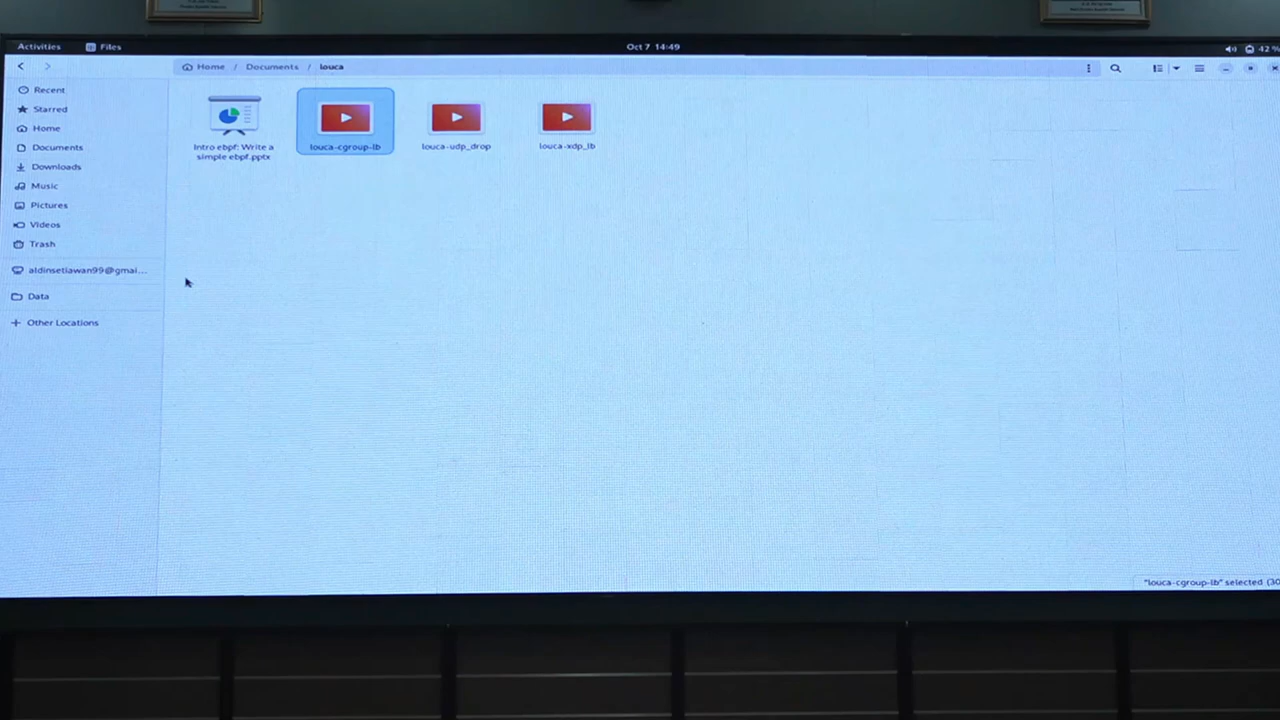 Activities Files Oct 7 14:49 42 %
Home / Documents / louca
Recent
Starred
Home
Documents
Downloads
Music
Pictures
Videos
Trash
aldinsetiawan99@gmai...
Data
Other Locations
Intro ebpf: Write a
simple ebpf.pptx
louca-cgroup-lb
louca-udp_drop
louca-xdp_lb
"louca-cgroup-lb" selected (30